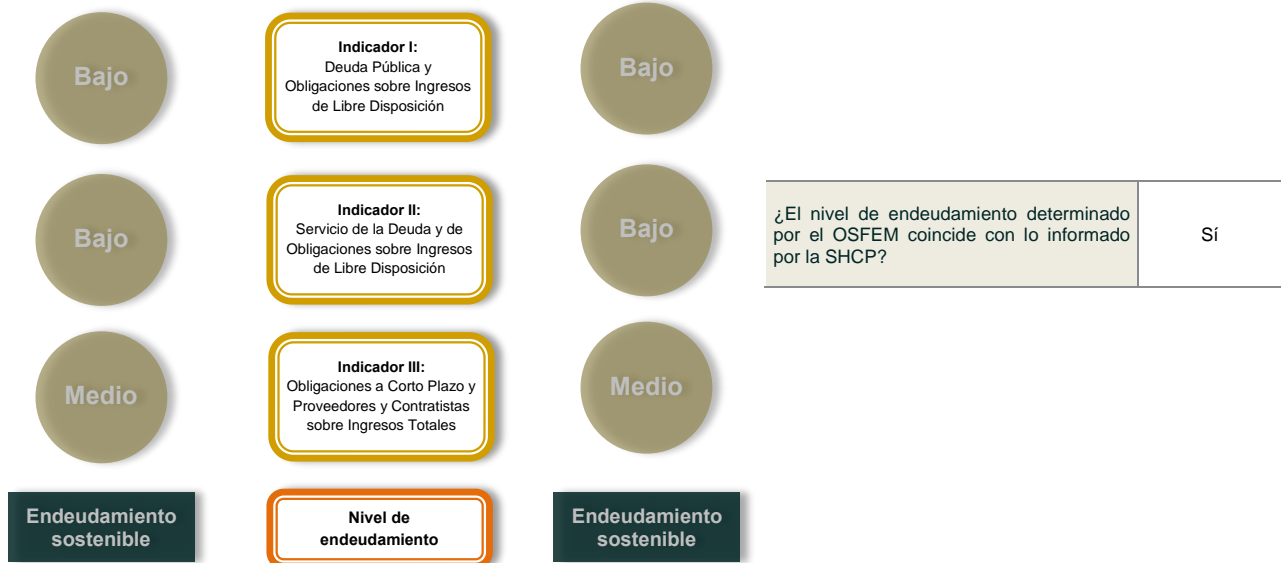 Bajo
Indicador I:
Deuda Pública y
Obligaciones sobre Ingresos
de Libre Disposición
Bajo
Bajo
Indicador II:
Servicio de la Deuda y de
Obligaciones sobre Ingresos
de Libre Disposición
Bajo
¿El nivel de endeudamiento determinado
por el OSFEM coincide con lo informado
por la SHCP?
Sí
Medio
Indicador III:
Obligaciones a Corto Plazo y
Proveedores y Contratistas
sobre Ingresos Totales
Medio
Endeudamiento
sostenible
Nivel de
endeudamiento
Endeudamiento
sostenible